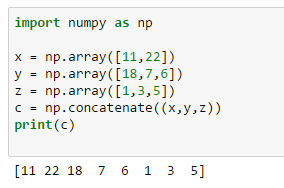 import numpy as np
x = np.array([11,22])
y = np.array([18,7,6])
z = np.array([1,3,5])
c = np.concatenate((x,y,z))
print(c)
[11 22 18  7  6  1  3  5]